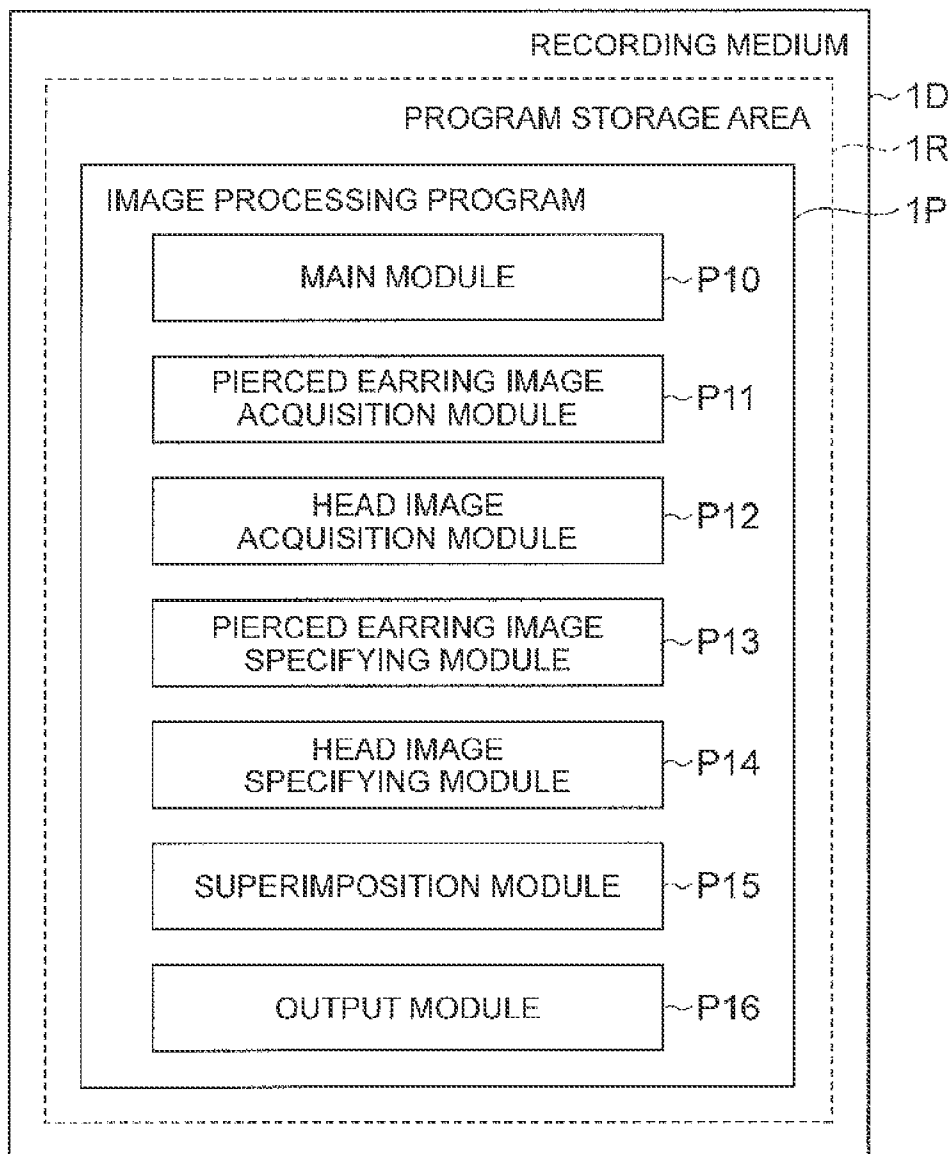 RECORDING MEDIUM
1D
PROGRAM STORAGE AREA
1R
IMAGE PROCESSING PROGRAM
1P
MAIN MODULE
P10
PIERCED EARRING IMAGE
ACQUISITION MODULE
P11
HEAD IMAGE
ACQUISITION MODULE
P12
PIERCED EARRING IMAGE
SPECIFYING MODULE
P13
HEAD IMAGE
SPECIFYING MODULE
P14
SUPERIMPOSITION MODULE
P15
OUTPUT MODULE
P16